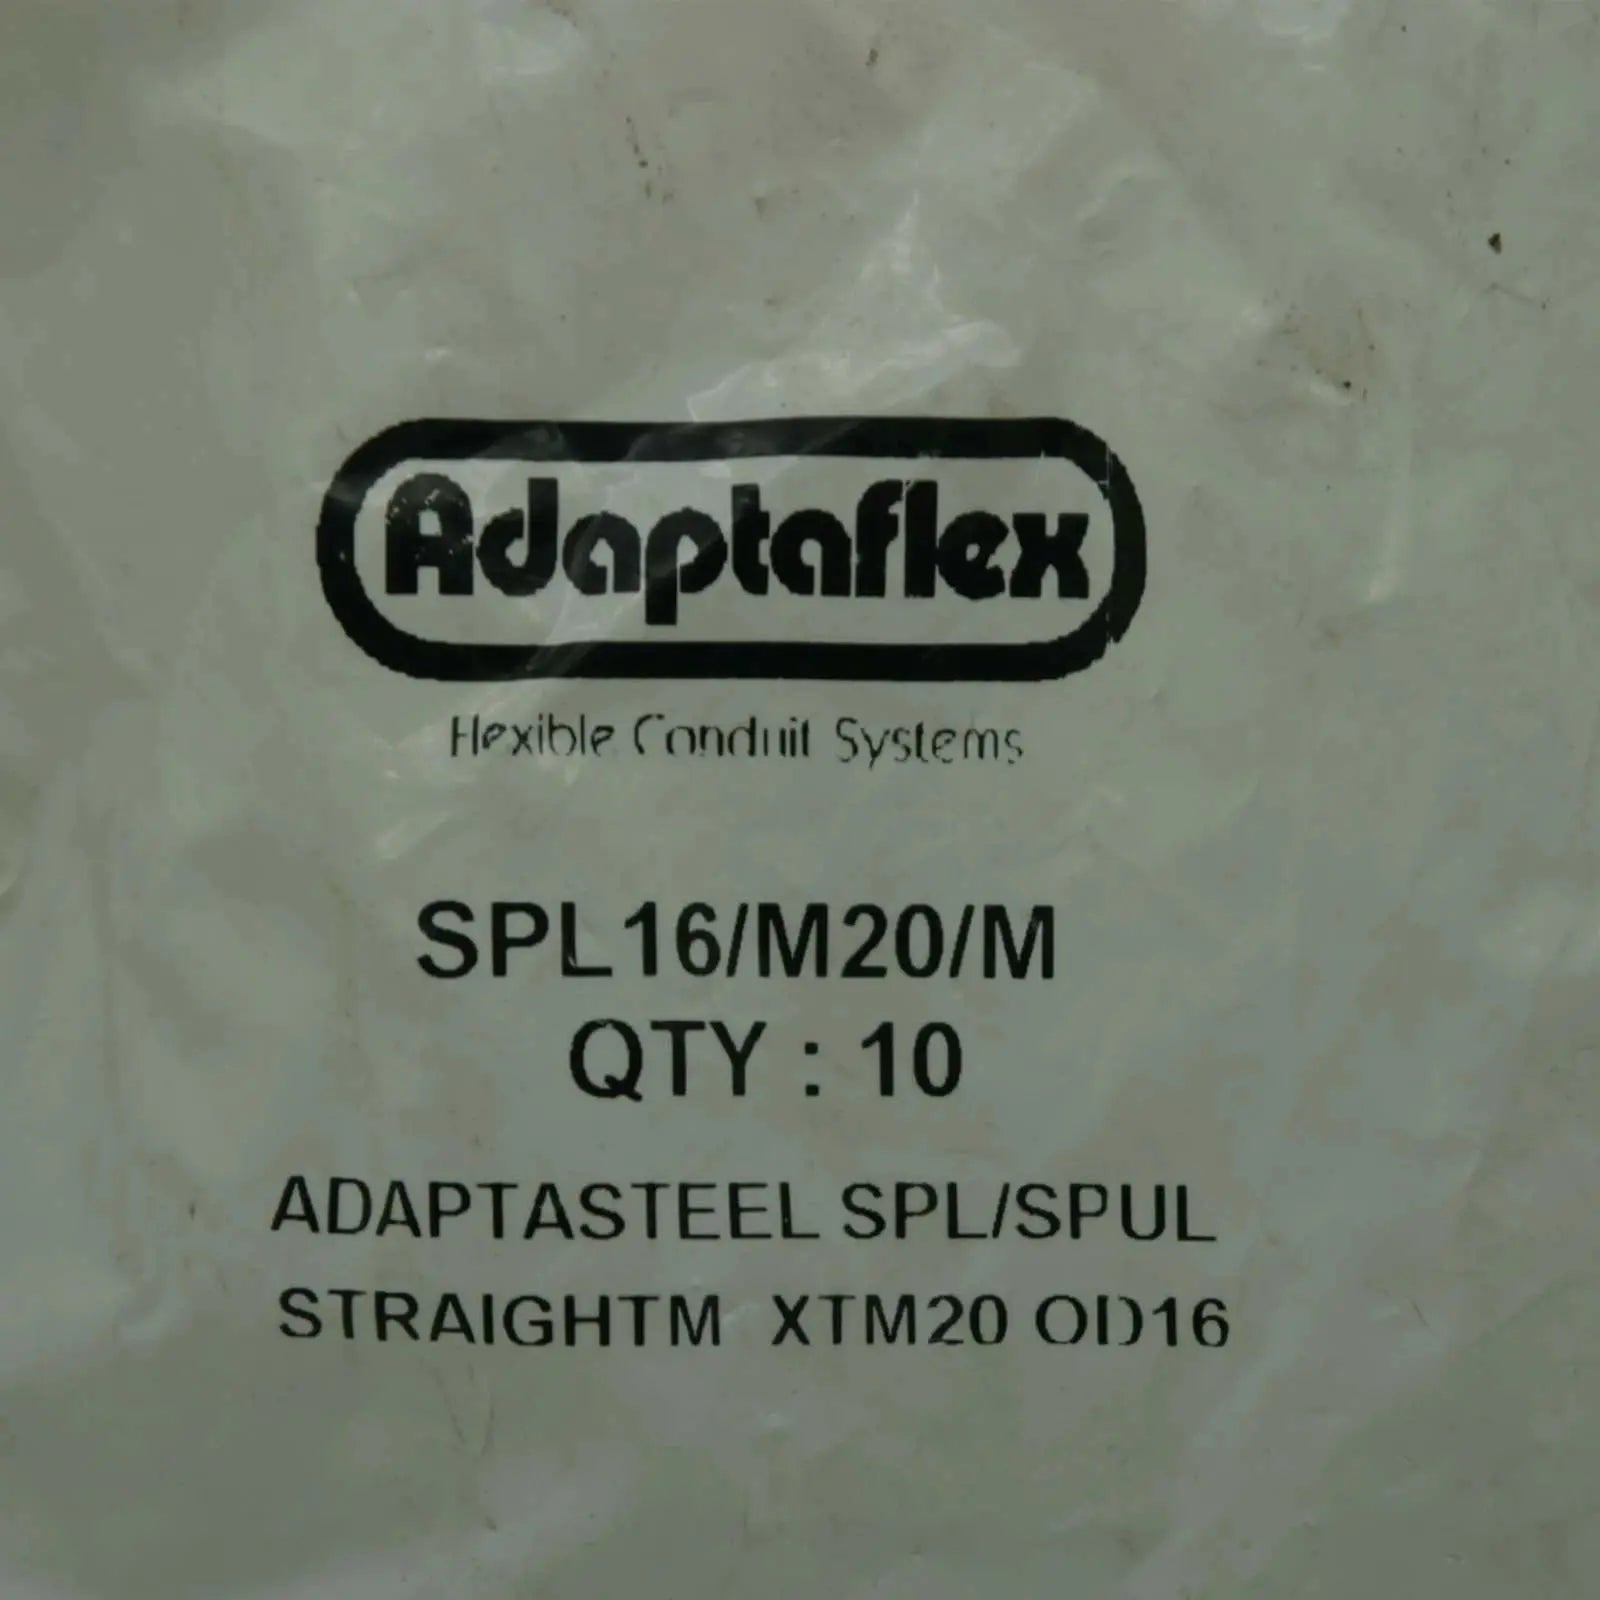 Adaptaflex
Flexible Conduit Systems
SPL16/M20/M
QTY : 10
ADAPTASTEEL SPL/SPUL
STRAIGHTM XTM20 OD16